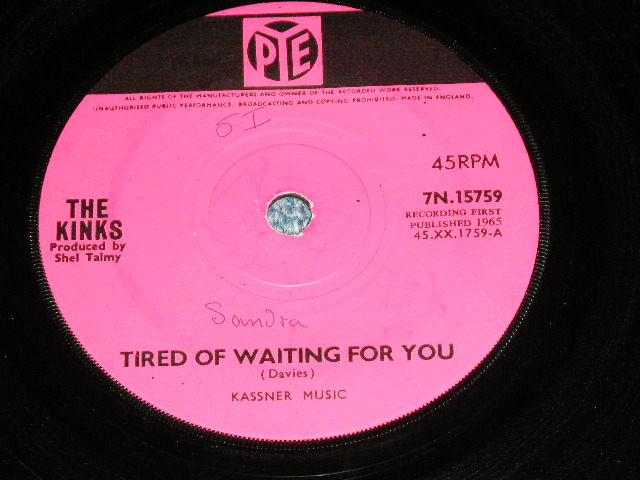 PYE
ALL RIGHTS OF THE MANUFACTURERS AND OWNER OF THE RECORDED WORK RESERVED.
UNAUTHORISED PUBLIC PERFORMANCE, BROADCASTING AND COPYING PROHIBITED. MADE IN ENGLAND.
45RPM
7N.15759
RECORDING FIRST
PUBLISHED 1965
45.XX.1759-A
THE
KINKS
Produced by
Shel Talmy
Sandra
TIRED OF WAITING FOR YOU
(Davies)
KASSNER MUSIC